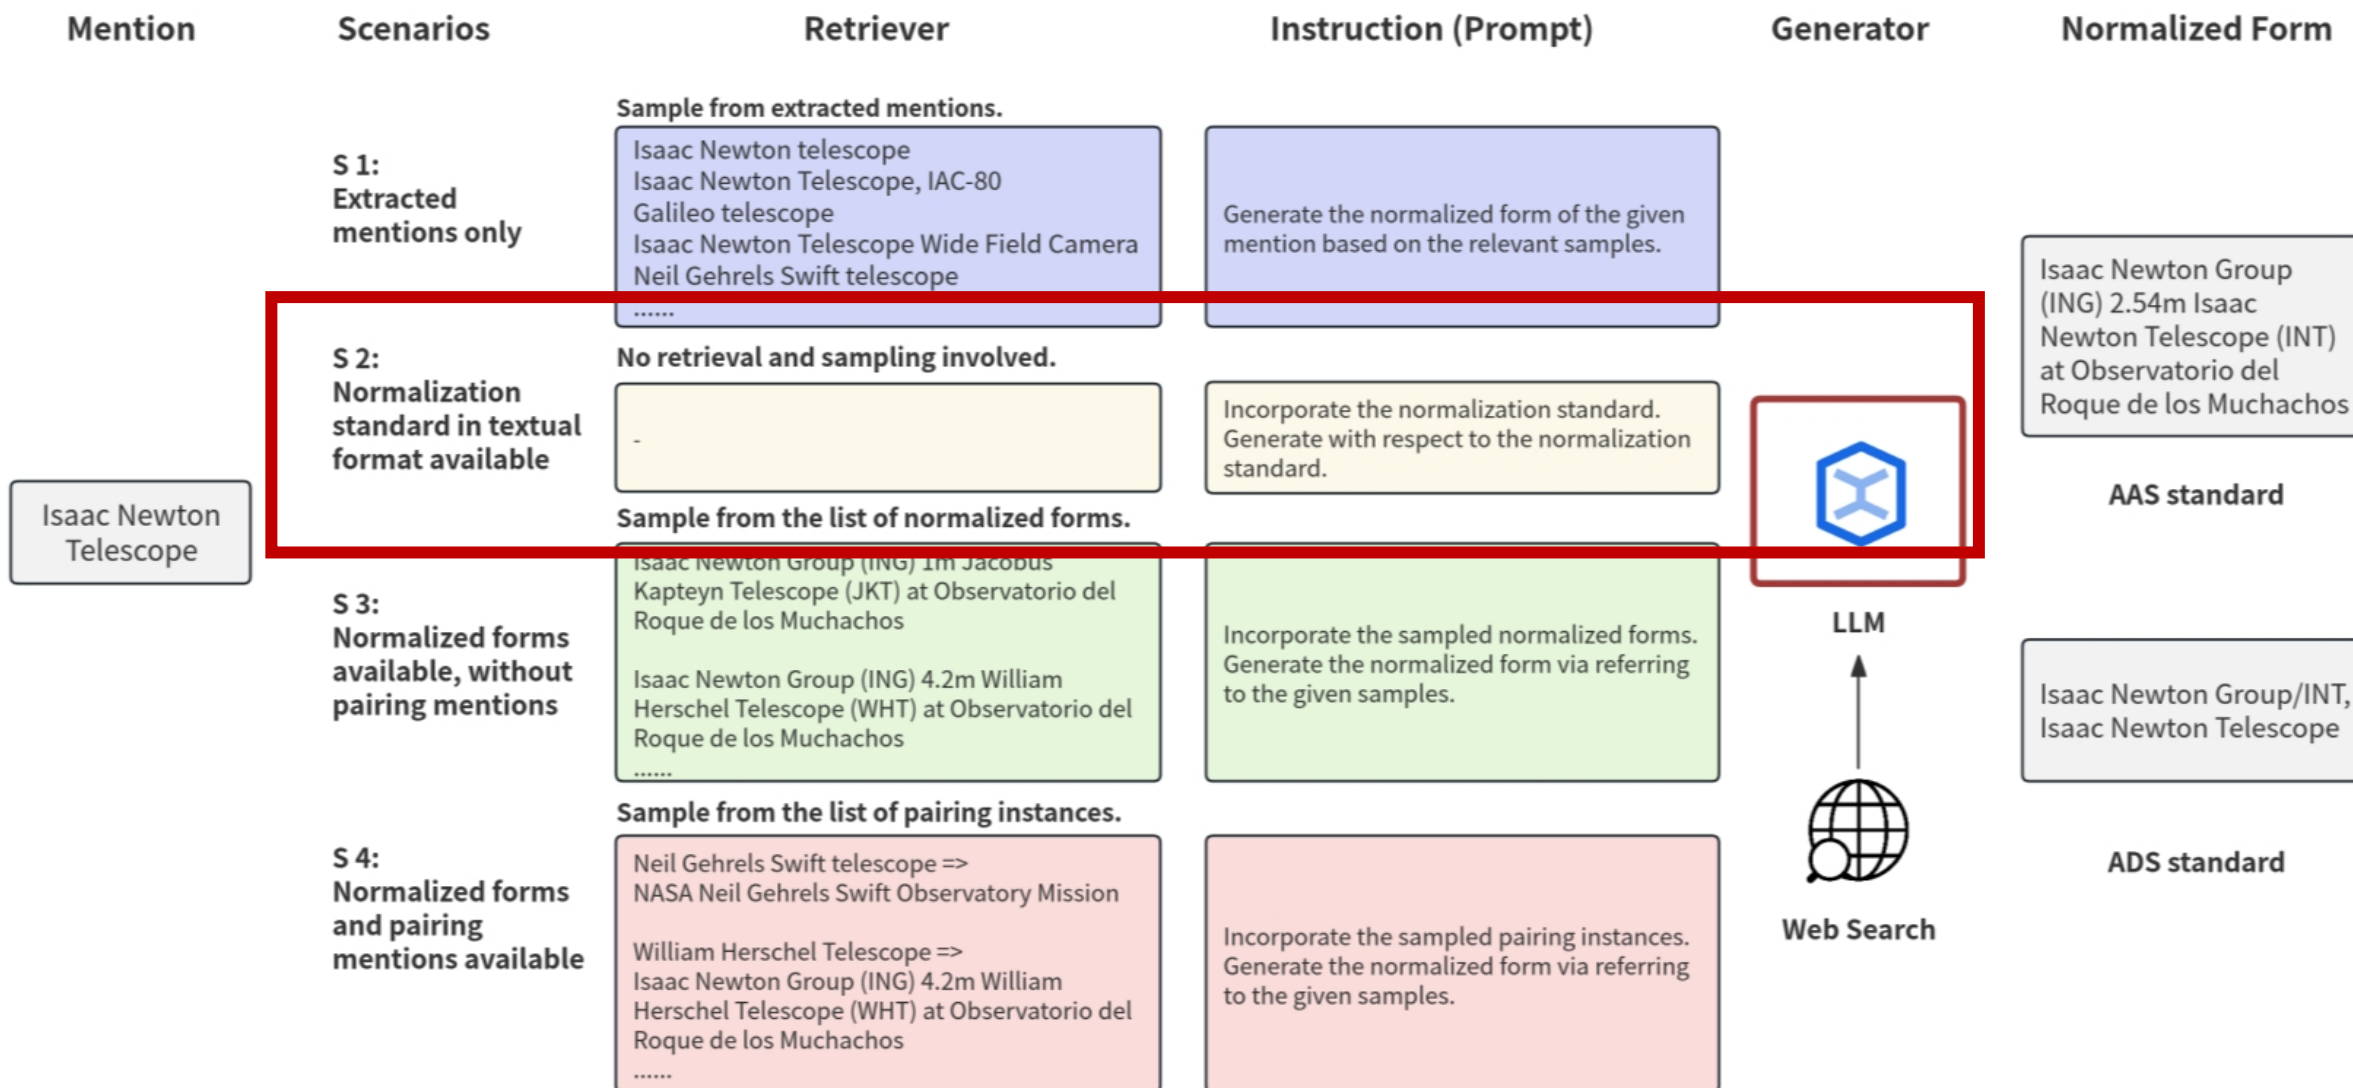 Mention
Scenarios
Retriever
Instruction (Prompt)
Generator
Normalized Form
Isaac Newton
Telescope
S 1:
Extracted
mentions only
Sample from extracted mentions.
Isaac Newton telescope
Isaac Newton Telescope, IAC-80
Galileo telescope
Isaac Newton Telescope Wide Field Camera
Neil Gehrels Swift telescope
......
Generate the normalized form of the given
mention based on the relevant samples.
S 2:
Normalization
standard in textual
format available
No retrieval and sampling involved.
-
Incorporate the normalization standard.
Generate with respect to the normalization
standard.
S 3:
Normalized forms
available, without
pairing mentions
Sample from the list of normalized forms.
Isaac Newton Group (ING) 1m Jacobus
Kapteyn Telescope (JKT) at Observatorio del
Roque de los Muchachos
Isaac Newton Group (ING) 4.2m William
Herschel Telescope (WHT) at Observatorio del
Roque de los Muchachos
......
Incorporate the sampled normalized forms.
Generate the normalized form via referring
to the given samples.
S 4:
Normalized forms
and pairing
mentions available
Sample from the list of pairing instances.
Neil Gehrels Swift telescope =>
NASA Neil Gehrels Swift Observatory Mission
William Herschel Telescope =>
Isaac Newton Group (ING) 4.2m William
Herschel Telescope (WHT) at Observatorio del
Roque de los Muchachos
......
Incorporate the sampled pairing instances.
Generate the normalized form via referring
to the given samples.
LLM
Web Search
Isaac Newton Group
(ING) 2.54m Isaac
Newton Telescope (INT)
at Observatorio del
Roque de los Muchachos
AAS standard
Isaac Newton Group/INT,
Isaac Newton Telescope
ADS standard